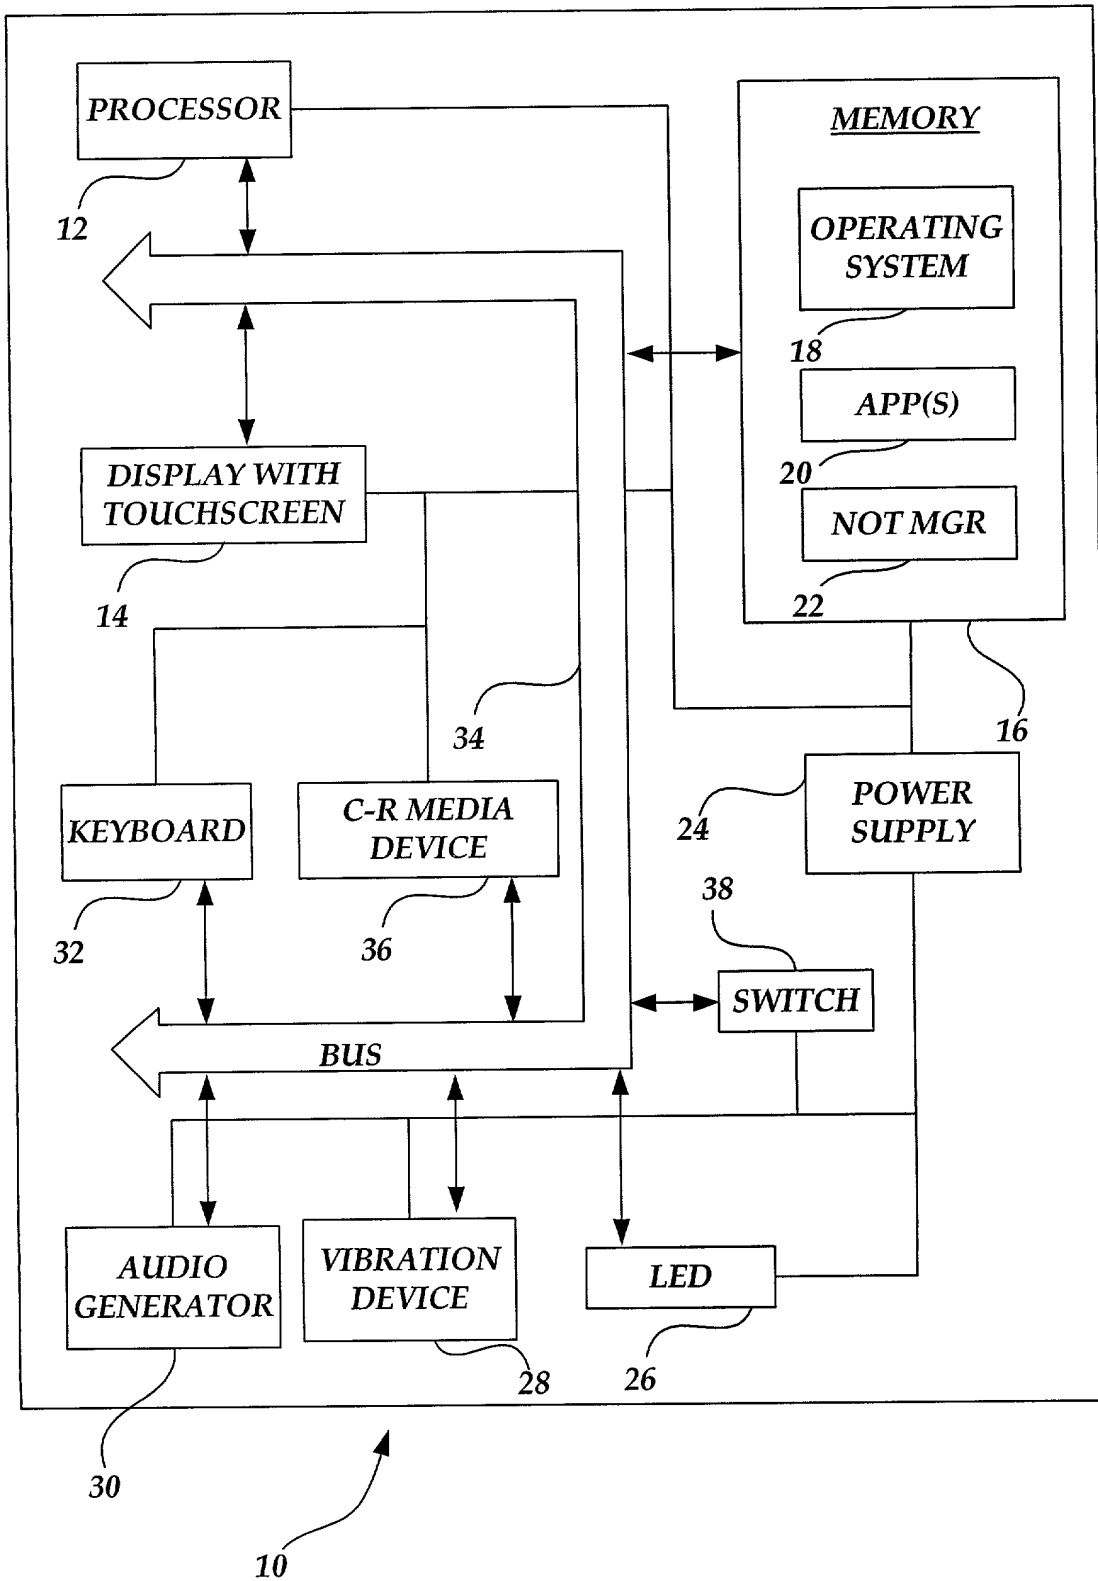 PROCESSOR
12
MEMORY
OPERATING
SYSTEM
18
APP(S)
20
NOT MGR
22
16
DISPLAY WITH
TOUCHSCREEN
14
34
KEYBOARD
32
C-R MEDIA
DEVICE
36
POWER
SUPPLY
24
38
SWITCH
BUS
AUDIO
GENERATOR
30
VIBRATION
DEVICE
28
LED
26
10